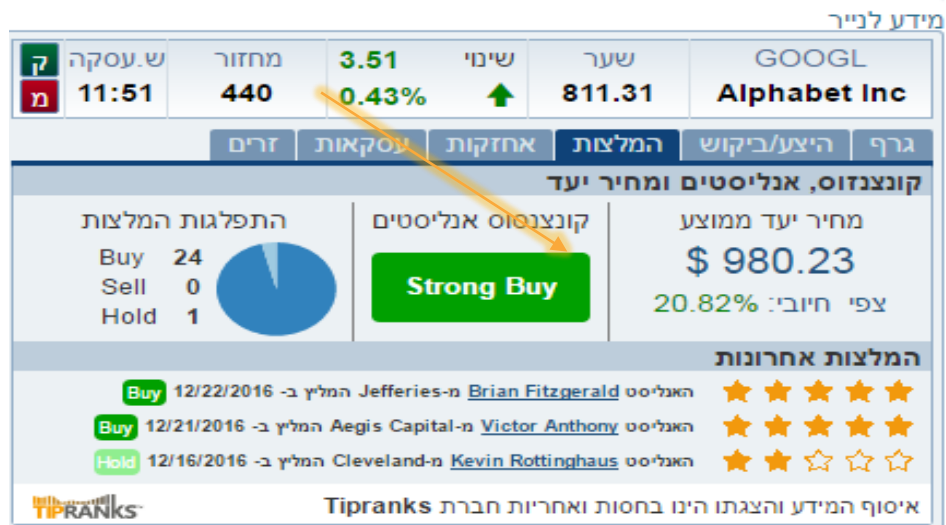 מידע לנייר
GOOGL שער שינוי 3.51 מחזור ש.עסקה ק
Alphabet Inc 811.31 0.43% 440 11:51 מ
גרף היצע/ביקוש המלצות אחזקות עסקאות זרים
קונצנזוס, אנליסטים ומחיר יעד
מחיר יעד ממוצע
$ 980.23
צפי חיובי: 20.82%
קונצנסוס אנליסטים
Strong Buy
התפלגות המלצות
Buy 24
Sell 0
Hold 1
המלצות אחרונות
האנליסט Brian Fitzgerald מ-Jefferies המליץ ב- 12/22/2016 Buy
האנליסט Victor Anthony מ-Aegis Capital המליץ ב- 12/21/2016 Buy
האנליסט Kevin Rottinghaus מ-Cleveland המליץ ב- 12/16/2016 Hold
איסוף המידע והצגתו הינו בחסות ואחריות חברת Tipranks
TIPRANKS